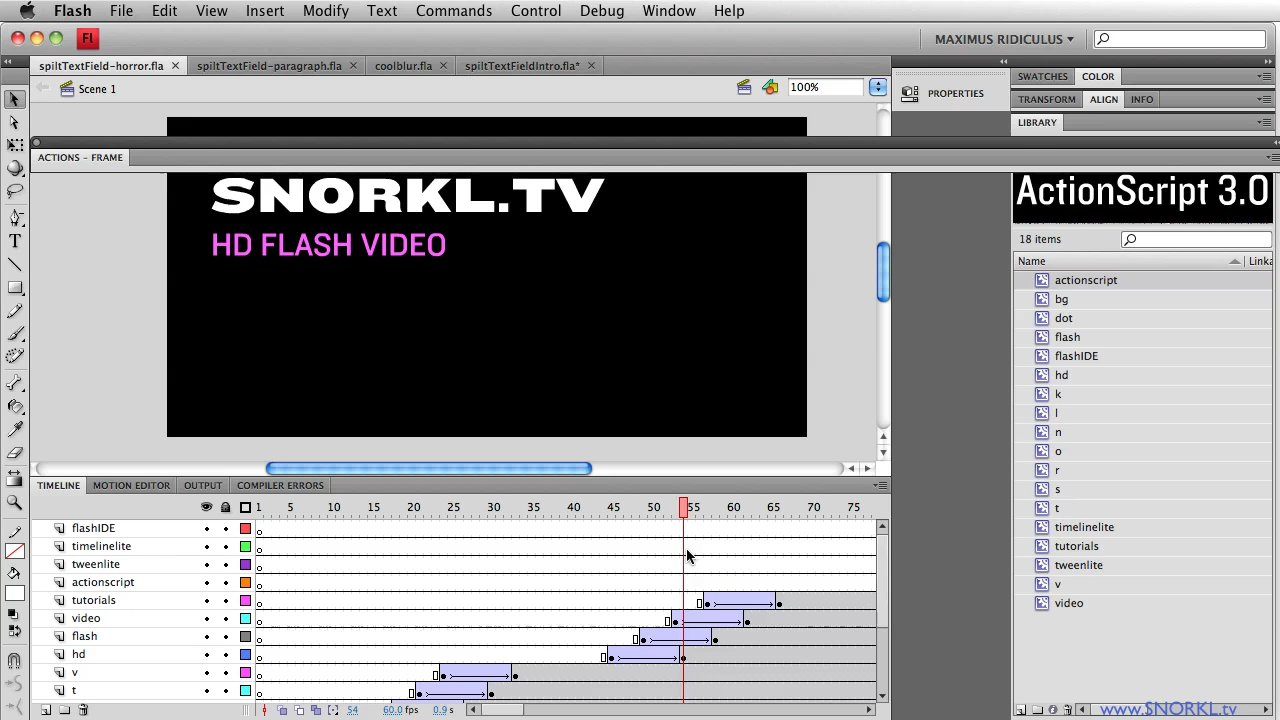 Flash File Edit View Insert Modify Text Commands Control Debug Window Help
Fl MAXIMUS RIDICULUS
spiltTextField-horror.fla spiltTextField-paragraph.fla coolblur.fla spiltTextFieldIntro.fla*
SWATCHES COLOR
Scene 1 100%
PROPERTIES
TRANSFORM ALIGN INFO
LIBRARY
ACTIONS - FRAME
SNORKL.TV
HD FLASH VIDEO
ActionScript 3.0
18 items
Name Linka
actionscript
bg
dot
flash
flashIDE
hd
k
l
n
o
r
s
t
timelinelite
tutorials
tweenlite
v
video
TIMELINE MOTION EDITOR OUTPUT COMPILER ERRORS
1 5 10 15 20 25 30 35 40 45 50 55 60 65 70 75
flashIDE
timelinelite
tweenlite
actionscript
tutorials
video
flash
hd
v
t
54 60.0 fps 0.9 s
www.SNORKL.tv